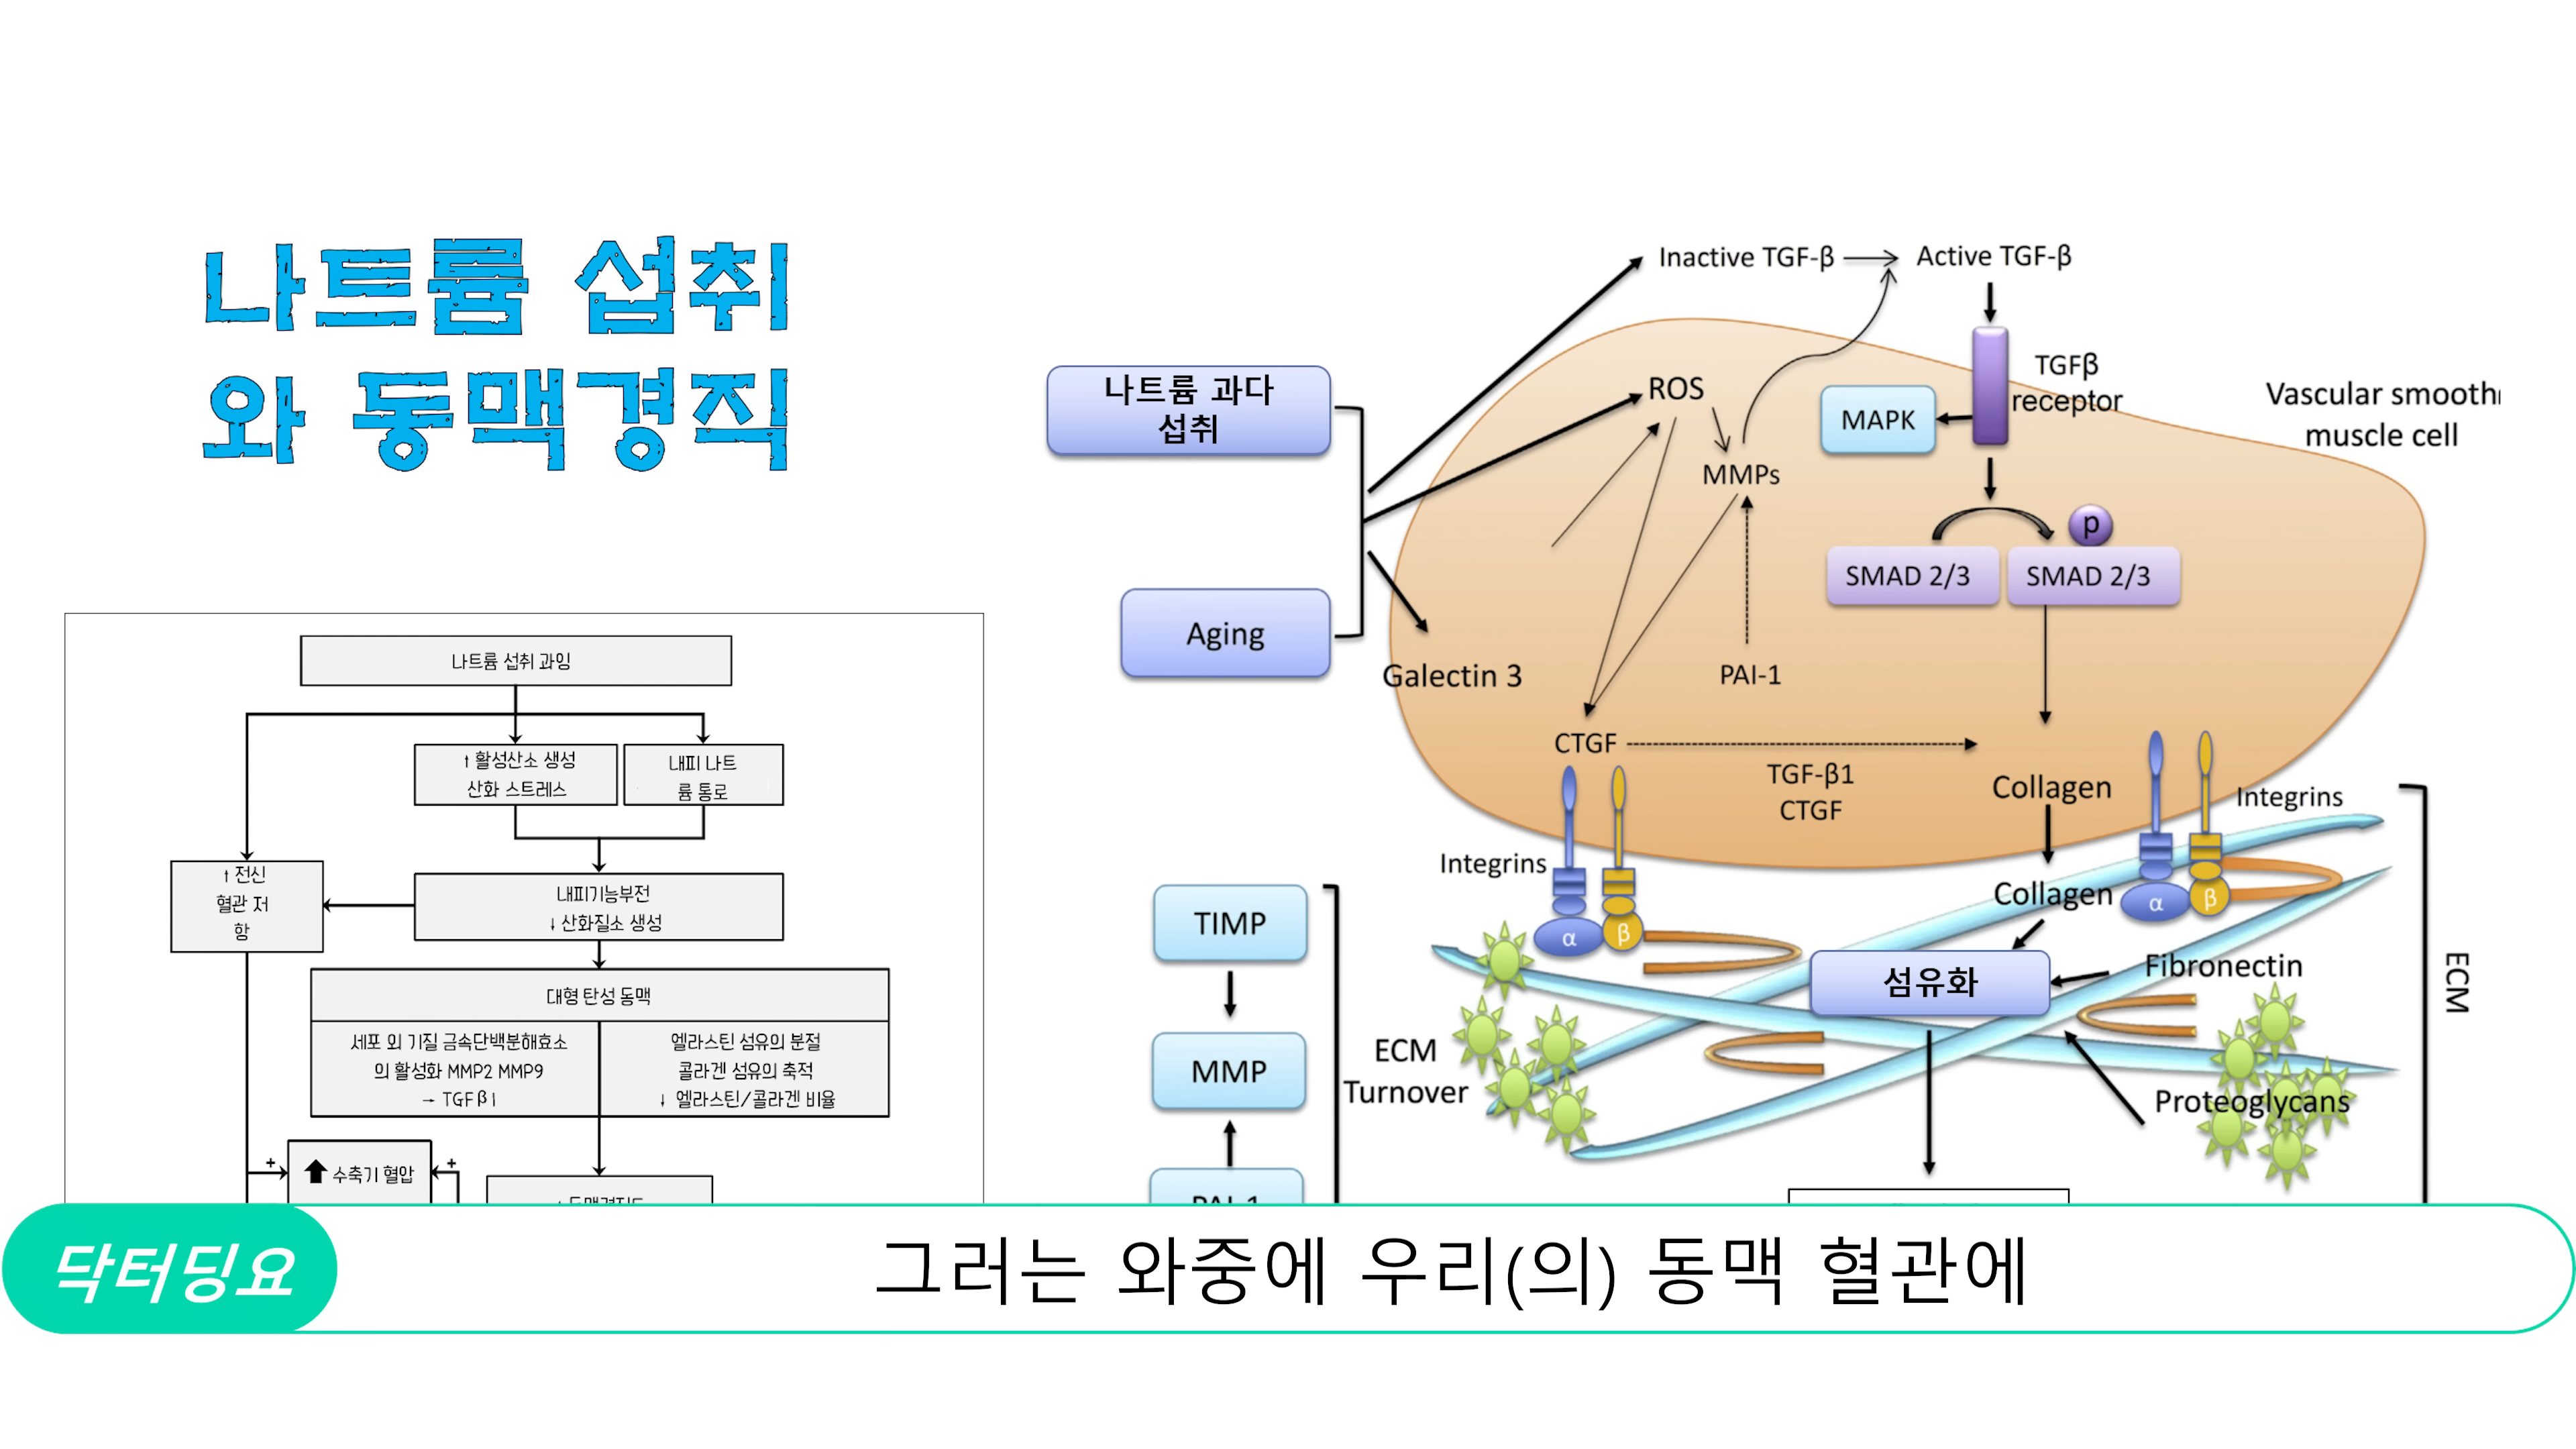 나트륨 섭취
와 동맥경직
나트륨 섭취 과잉
↑ 활성산소 생성
산화 스트레스
내피 나트
륨 통로
↑ 전신
혈관 저
항
내피기능부전
↓ 산화질소 생성
대형 탄성 동맥
세포 외 기질 금속단백분해효소
의 활성화 MMP2 MMP9
→ TGFβ1
엘라스틴 섬유의 분절
콜라겐 섬유의 축적
↓ 엘라스틴/콜라겐 비율
+
수축기 혈압
+
Inactive TGF-β
Active TGF-β
나트륨 과다
섭취
Aging
ROS
MMPs
MAPK
TGFβ
receptor
Vascular smooth
muscle cell
p
SMAD 2/3
SMAD 2/3
Galectin 3
PAI-1
CTGF
TGF-β1
CTGF
Collagen
Integrins
Integrins
Collagen
α
β
α
β
TIMP
MMP
PAI-1
ECM
Turnover
섬유화
Fibronectin
Proteoglycans
ECM
닥터딩요
그러는 와중에 우리(의) 동맥 혈관에